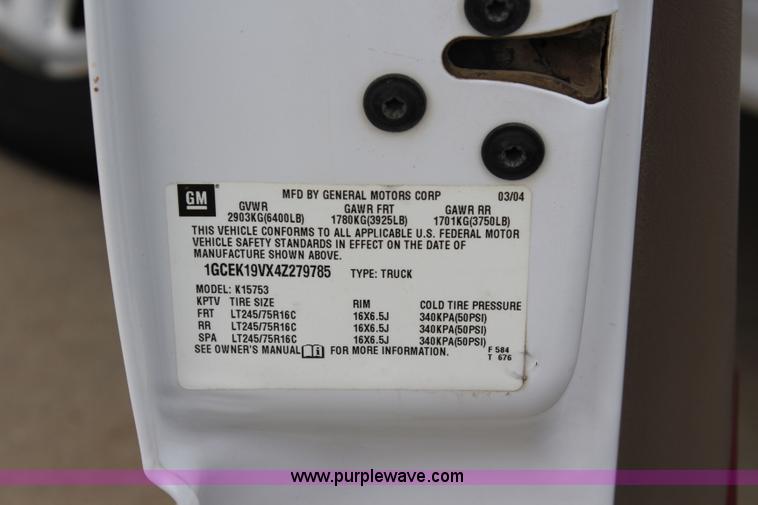 GM
MFD BY GENERAL MOTORS CORP 03/04
GVWR GAWR FRT GAWR RR
2903KG(6400LB) 1780KG(3925LB) 1701KG(3750LB)
THIS VEHICLE CONFORMS TO ALL APPLICABLE U.S. FEDERAL MOTOR
VEHICLE SAFETY STANDARDS IN EFFECT ON THE DATE OF
MANUFACTURE SHOWN ABOVE.
1GCEK19VX4Z279785 TYPE: TRUCK
MODEL: K15753
KPTV TIRE SIZE RIM COLD TIRE PRESSURE
FRT LT245/75R16C 16X6.5J 340KPA(50PSI)
RR LT245/75R16C 16X6.5J 340KPA(50PSI)
SPA LT245/75R16C 16X6.5J 340KPA(50PSI)
SEE OWNER'S MANUAL FOR MORE INFORMATION.
F 584
T 676
www.purplewave.com